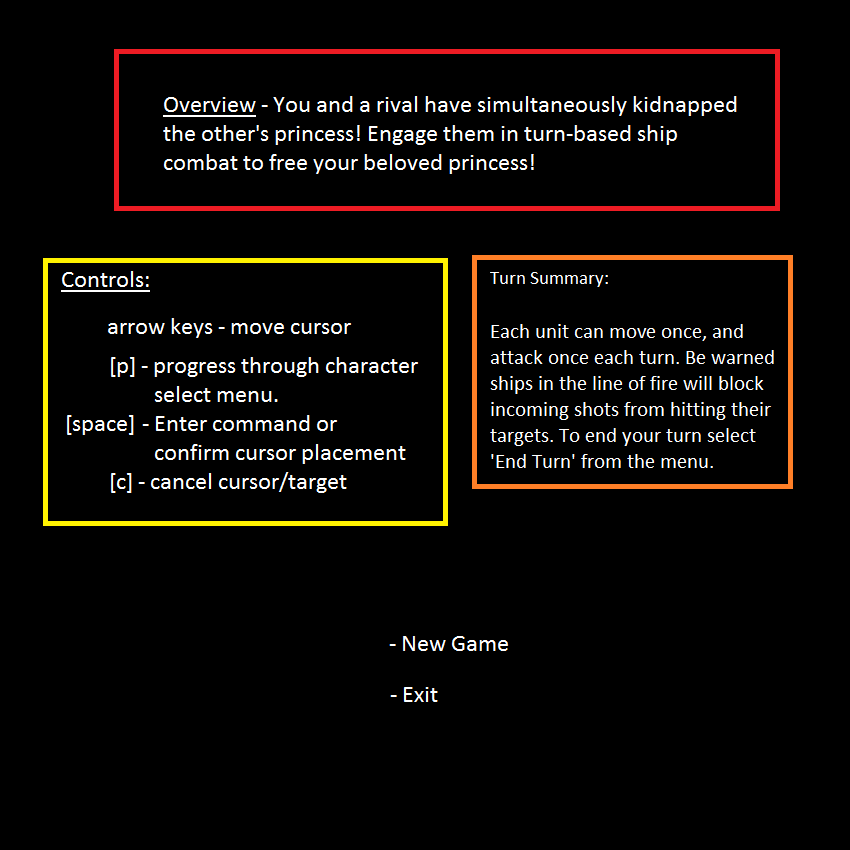 Overview - You and a rival have simultaneously kidnapped
the other's princess! Engage them in turn-based ship
combat to free your beloved princess!
Controls:
arrow keys - move cursor
[p] - progress through character
select menu.
[space] - Enter command or
confirm cursor placement
[c] - cancel cursor/target
Turn Summary:
Each unit can move once, and
attack once each turn. Be warned
ships in the line of fire will block
incoming shots from hitting their
targets. To end your turn select
'End Turn' from the menu.
- New Game
- Exit